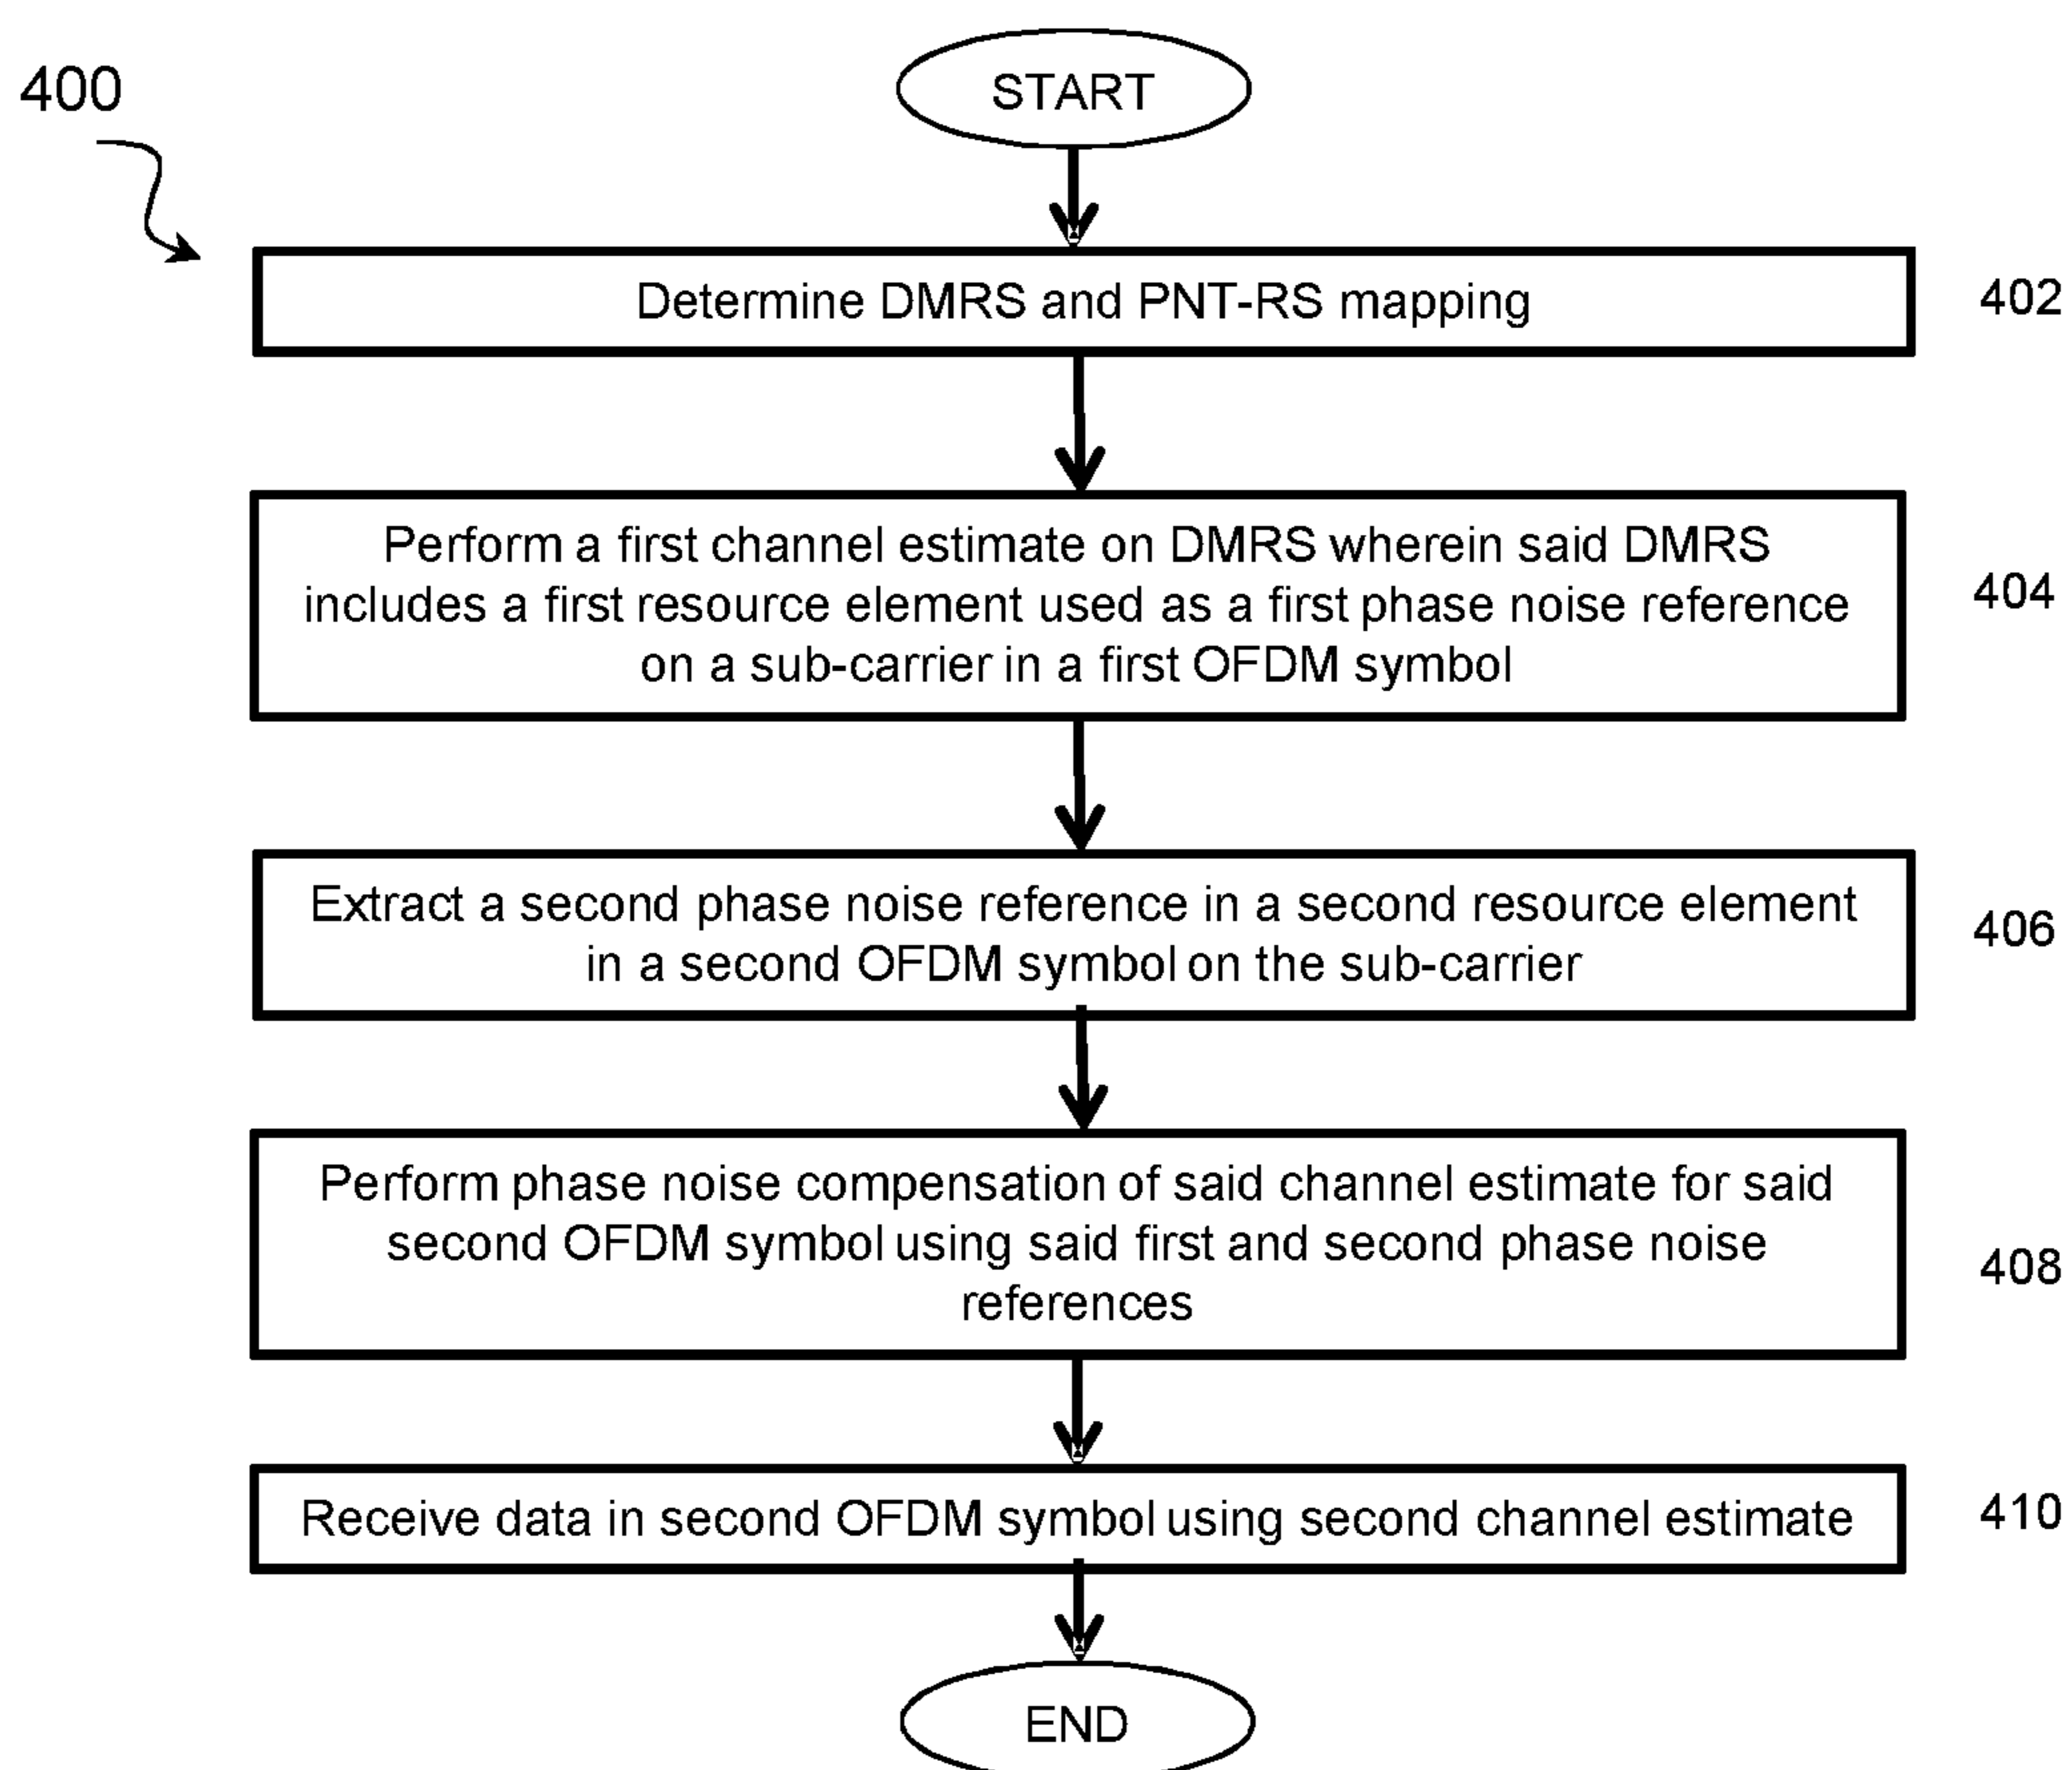 400
START
Determine DMRS and PNT-RS mapping
402
Perform a first channel estimate on DMRS wherein said DMRS
includes a first resource element used as a first phase noise reference
on a sub-carrier in a first OFDM symbol
404
Extract a second phase noise reference in a second resource element
in a second OFDM symbol on the sub-carrier
406
Perform phase noise compensation of said channel estimate for said
second OFDM symbol using said first and second phase noise
references
408
Receive data in second OFDM symbol using second channel estimate
410
END